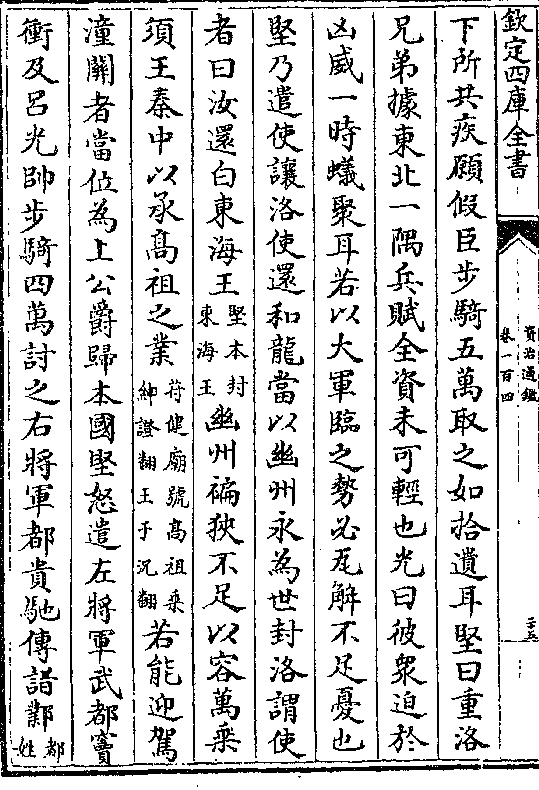 欽定四庫全書
資治通鑑
卷一百四
二十五
下所共疾願假臣步騎五萬取之如拾遺耳堅曰重洛
兄弟據東北一隅兵賦全資未可輕也光曰彼衆迫於
凶威一時蟻聚耳若以大軍臨之勢必瓦解不足憂也
堅乃遣使讓洛使還和龍當以幽州永為世封洛謂使
者曰汝還白東海王堅本封東海王幽州褊狹不足以容萬乘
須王秦中以承髙祖之業苻健廟號髙祖乘紳證翻王于況翻若能迎駕
潼關者當位為上公爵歸本國堅怒遣左將軍武都竇
衝及呂光帥步騎四萬討之右將軍都貴馳傳詣鄴都姓